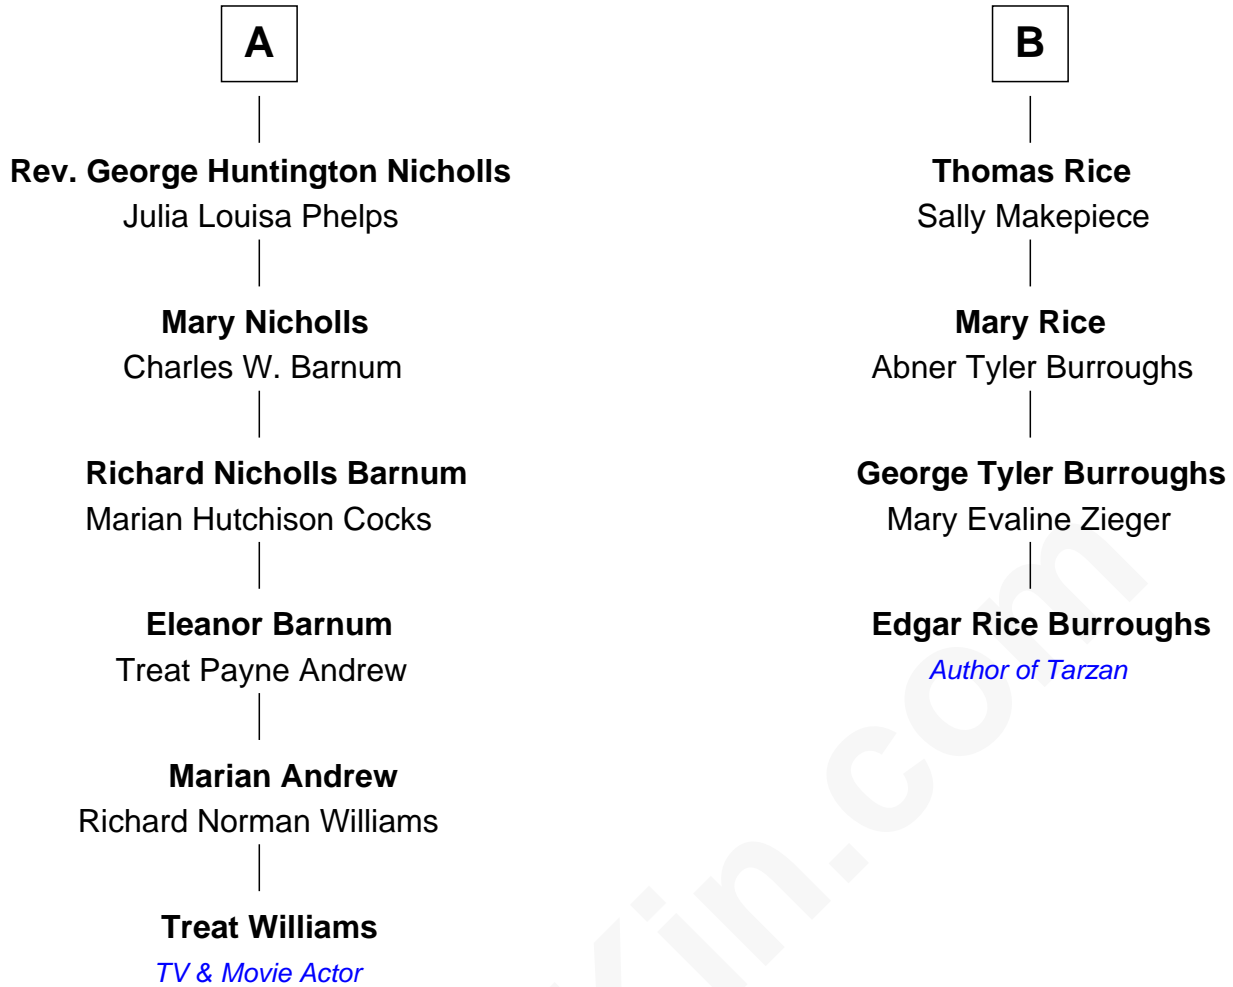 A
Rev. George Huntington Nicholls
Julia Louisa Phelps
Mary Nicholls
Charles W. Barnum
Richard Nicholls Barnum
Marian Hutchison Cocks
Eleanor Barnum
Treat Payne Andrew
Marian Andrew
Richard Norman Williams
Treat Williams
TV & Movie Actor
B
Thomas Rice
Sally Makepiece
Mary Rice
Abner Tyler Burroughs
George Tyler Burroughs
Mary Evaline Zieger
Edgar Rice Burroughs
Author of Tarzan
Kin.com